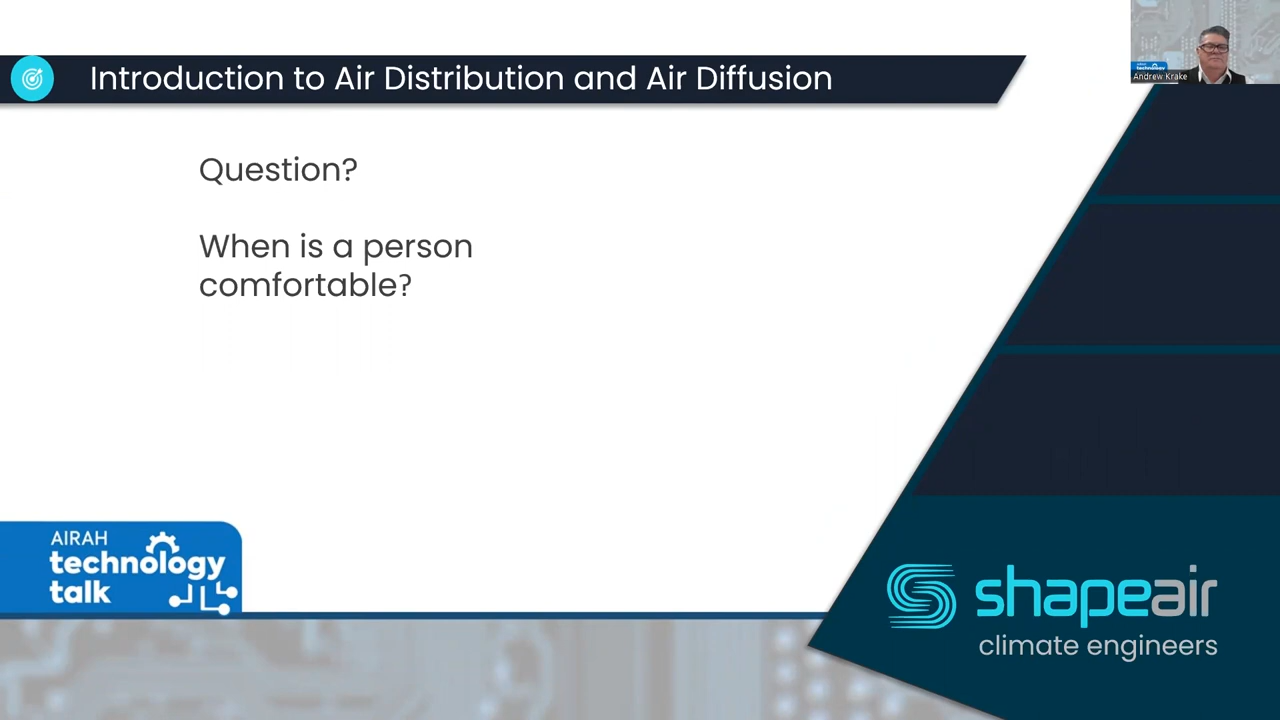 Introduction to Air Distribution and Air Diffusion
Andrew Krake
Question?
When is a person
comfortable?
AIRAH
technology
talk
shapeair
climate engineers